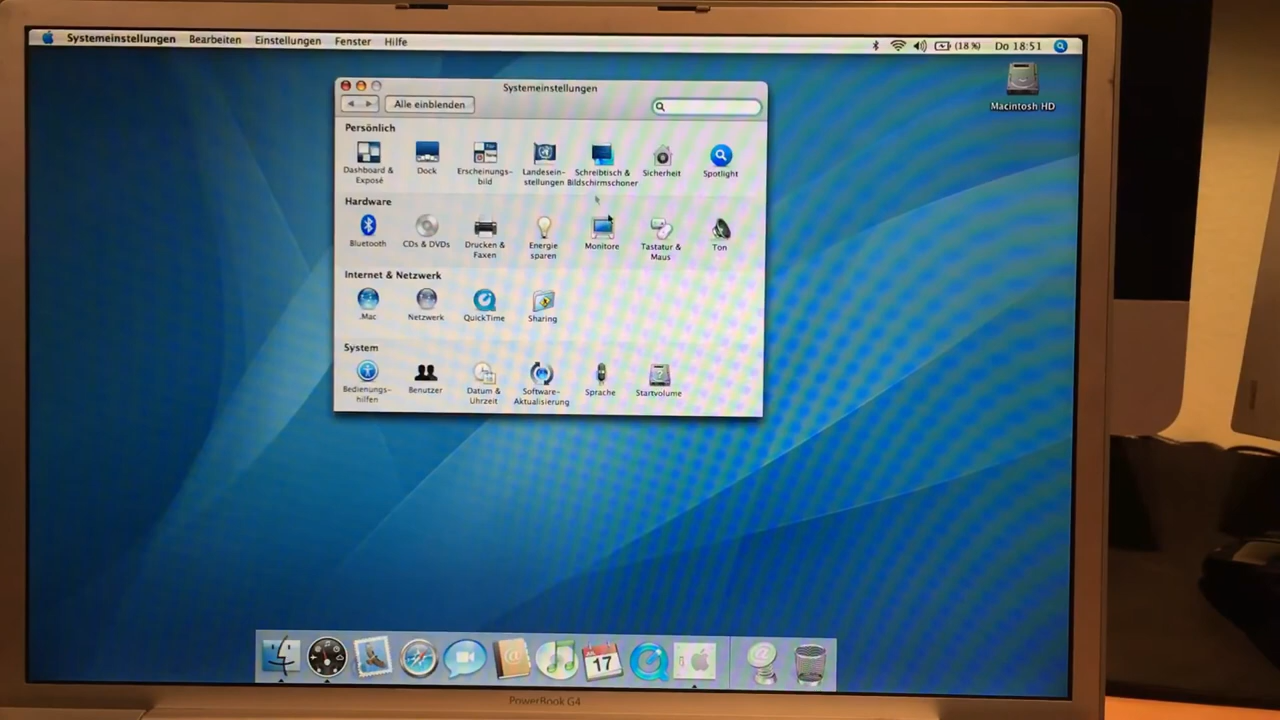 Systemeinstellungen Bearbeiten Einstellungen Fenster Hilfe (18 %) Do 18:51
Macintosh HD
Systemeinstellungen
Alle einblenden
Persönlich
Dashboard &
Exposé
Dock
Erscheinungs-
bild
Landesein-
stellungen
Schreibtisch &
Bildschirmschoner
Sicherheit
Spotlight
Hardware
Bluetooth
CDs & DVDs
Drucken &
Faxen
Energie
sparen
Monitore
Tastatur &
Maus
Ton
Internet & Netzwerk
.Mac
Netzwerk
QuickTime
Sharing
System
Bedienungs-
hilfen
Benutzer
Datum &
Uhrzeit
Software-
Aktualisierung
Sprache
Startvolume
17
PowerBook G4